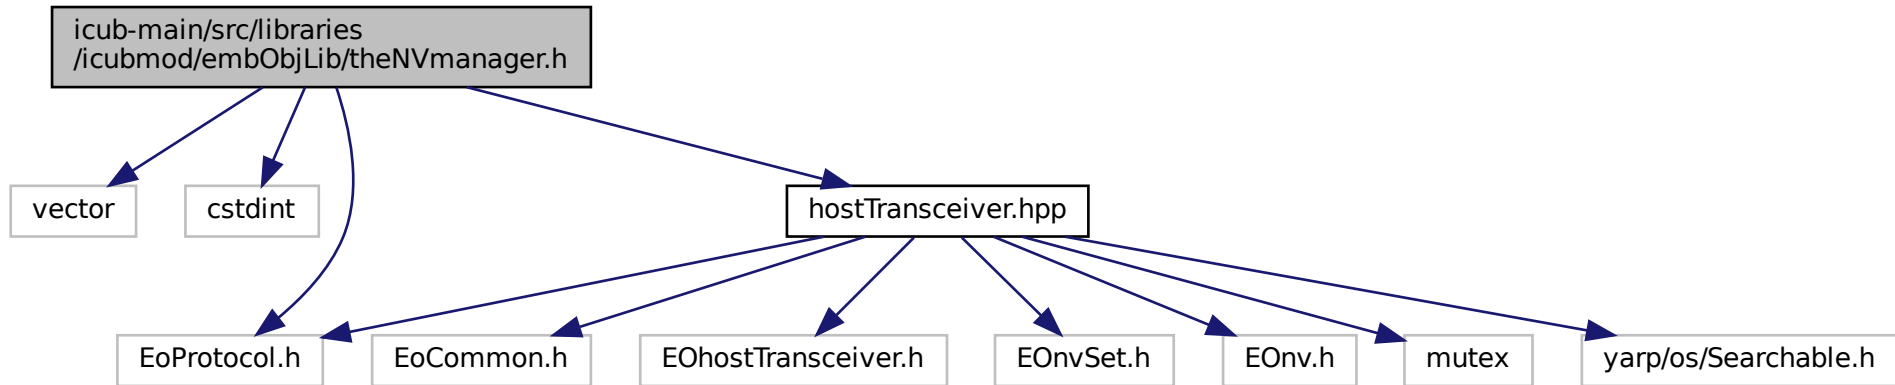 icub-main/src/libraries
/icubmod/embObjLib/theNVmanager.h
vector
cstdint
hostTransceiver.hpp
EoProtocol.h
EoCommon.h
EOhostTransceiver.h
EOnvSet.h
EOnv.h
mutex
yarp/os/Searchable.h